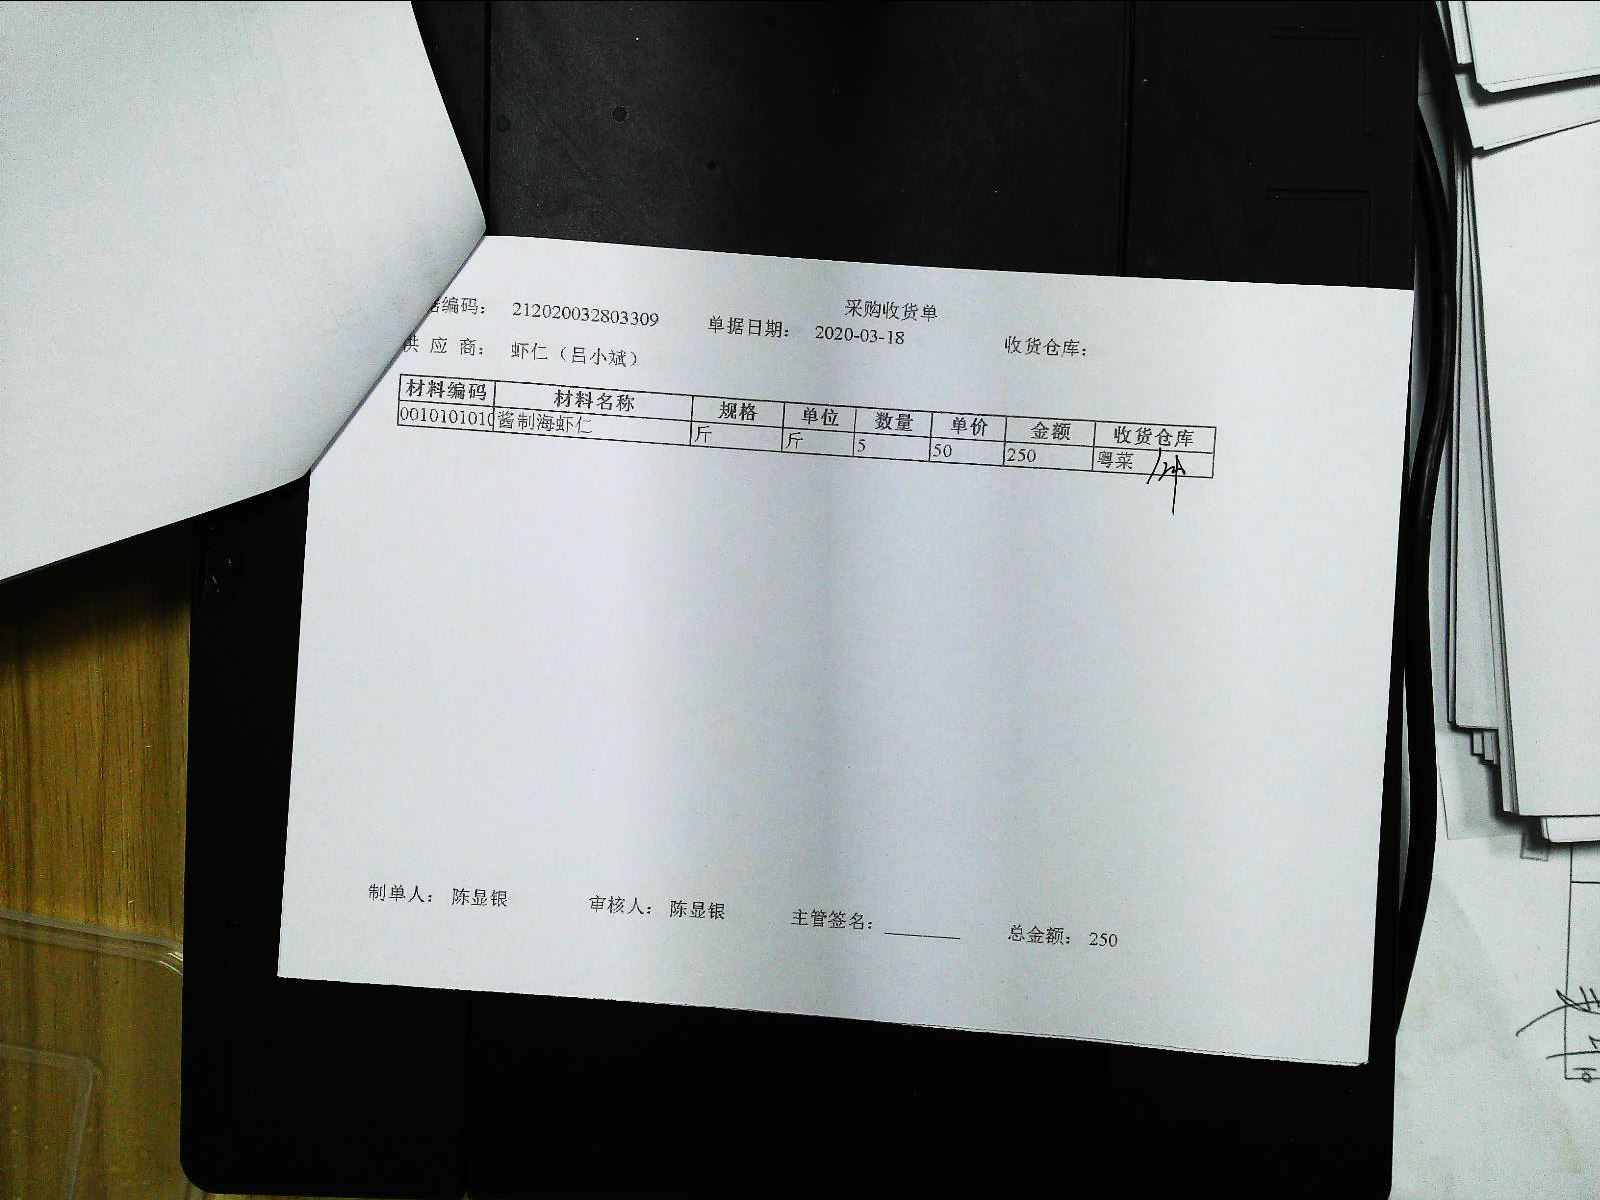 采购收货单
编码： 212020032803309 单据日期： 2020-03-18 收货仓库：
供 应 商： 虾仁（吕小斌）
材料编码 材料名称 规格 单位 数量 单价 金额 收货仓库
0010101010 酱制海虾仁 斤 斤 5 50 250 粤菜
制单人： 陈显银 审核人： 陈显银 主管签名： 总金额： 250